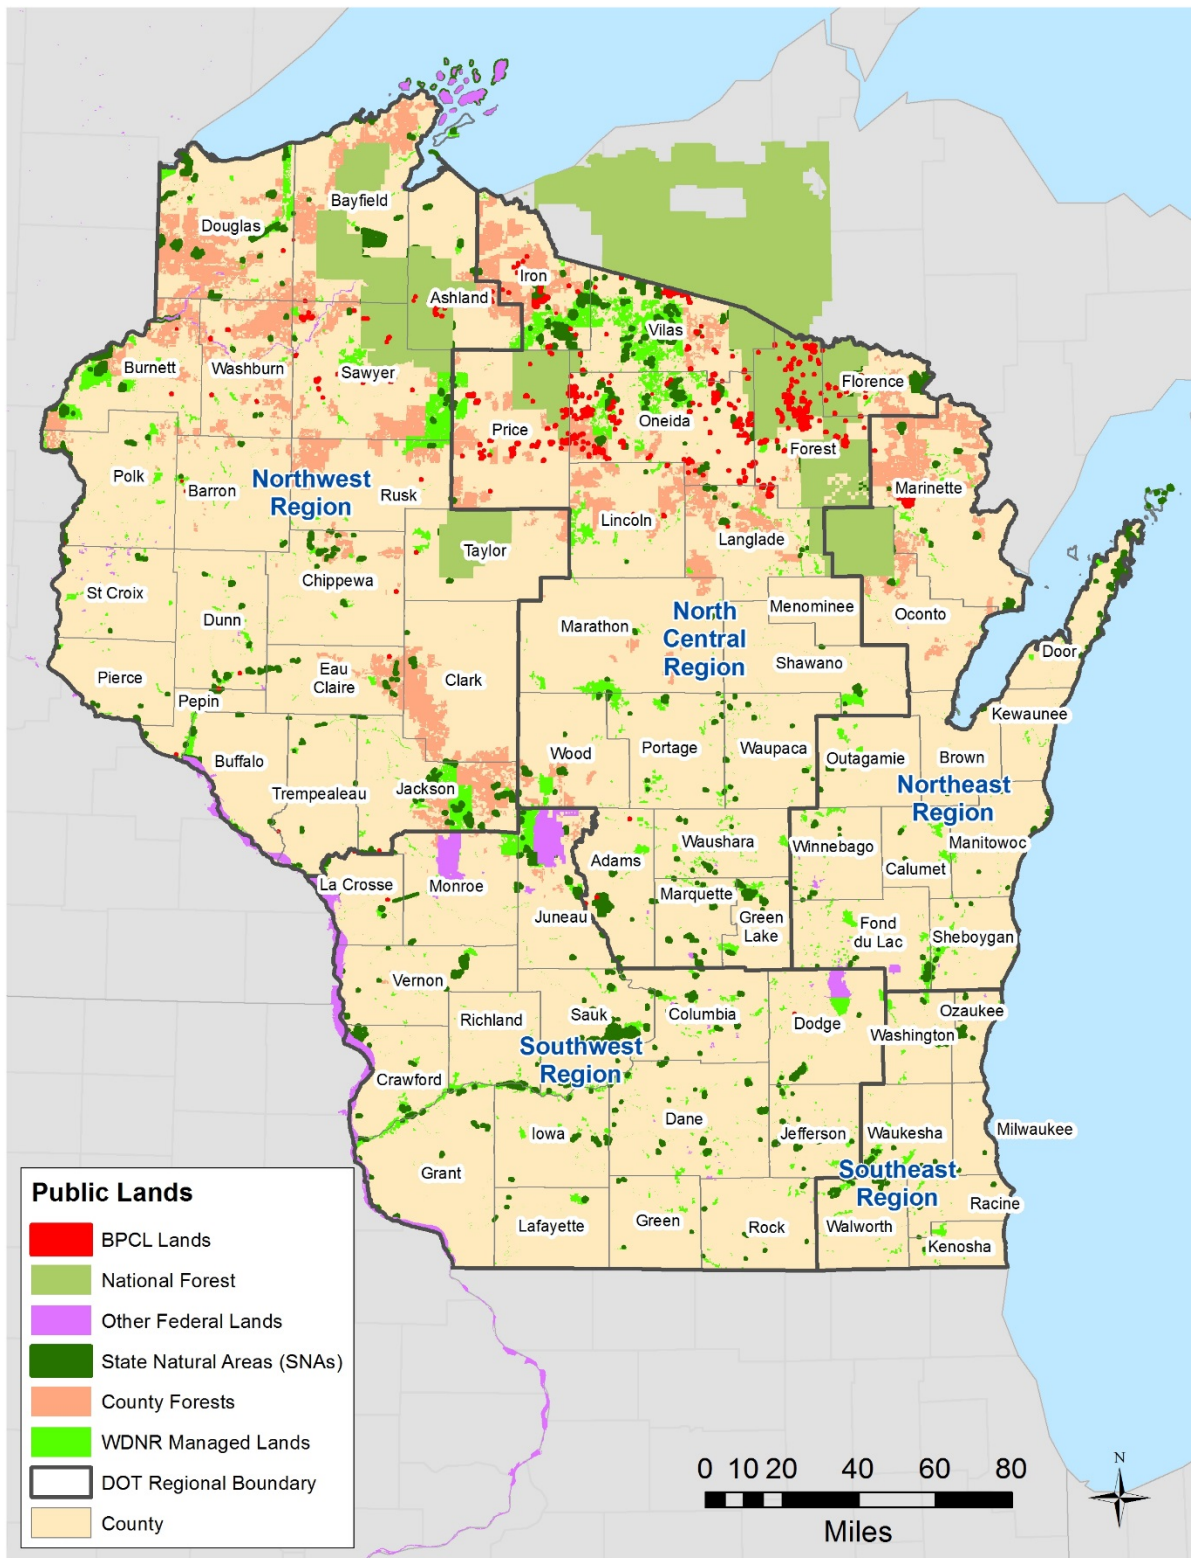 Bayfield
Douglas
Iron
Ashland
Vilas
Burnett
Washburn
Sawyer
Florence
Price
Oneida
Forest
Polk
Barron
Northwest
Region
Rusk
Marinette
Lincoln
Langlade
Taylor
Chippewa
St Croix
Dunn
Marathon
North
Central
Region
Menominee
Oconto
Shawano
Door
Pierce
Eau
Claire
Clark
Pepin
Kewaunee
Buffalo
Wood
Portage
Waupaca
Outagamie
Brown
Northeast
Region
Trempealeau
Jackson
Adams
Waushara
Winnebago
Manitowoc
Calumet
La Crosse
Monroe
Marquette
Juneau
Green
Lake
Fond
du Lac
Sheboygan
Vernon
Richland
Sauk
Columbia
Dodge
Ozaukee
Washington
Southwest
Region
Crawford
Iowa
Dane
Jefferson
Waukesha
Milwaukee
Grant
Southeast
Region
Lafayette
Green
Rock
Walworth
Racine
Kenosha
Public Lands
BPCL Lands
National Forest
Other Federal Lands
State Natural Areas (SNAs)
County Forests
WDNR Managed Lands
DOT Regional Boundary
County
0 10 20 40 60 80
Miles
N